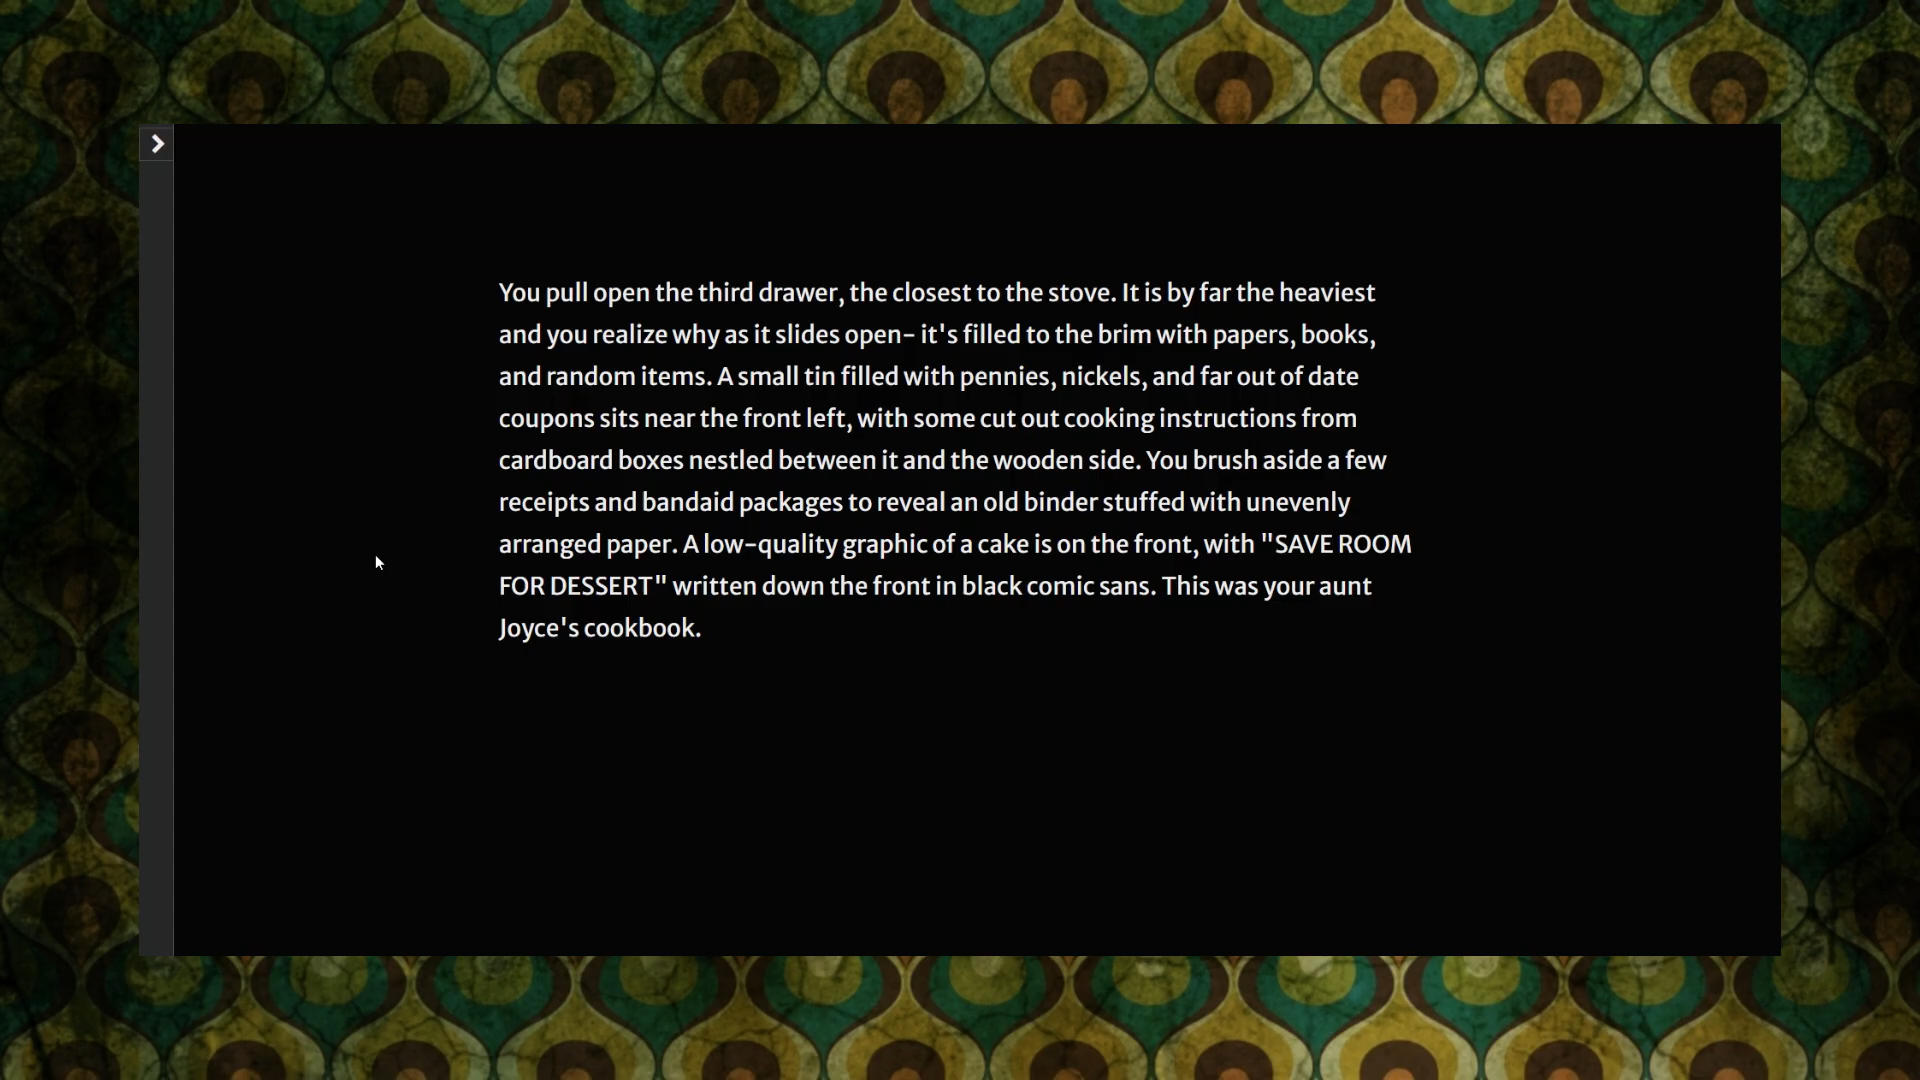 You pull open the third drawer, the closest to the stove. It is by far the heaviest
and you realize why as it slides open- it's filled to the brim with papers, books,
and random items. A small tin filled with pennies, nickels, and far out of date
coupons sits near the front left, with some cut out cooking instructions from
cardboard boxes nestled between it and the wooden side. You brush aside a few
receipts and bandaid packages to reveal an old binder stuffed with unevenly
arranged paper. A low-quality graphic of a cake is on the front, with "SAVE ROOM
FOR DESSERT" written down the front in black comic sans. This was your aunt
Joyce's cookbook.